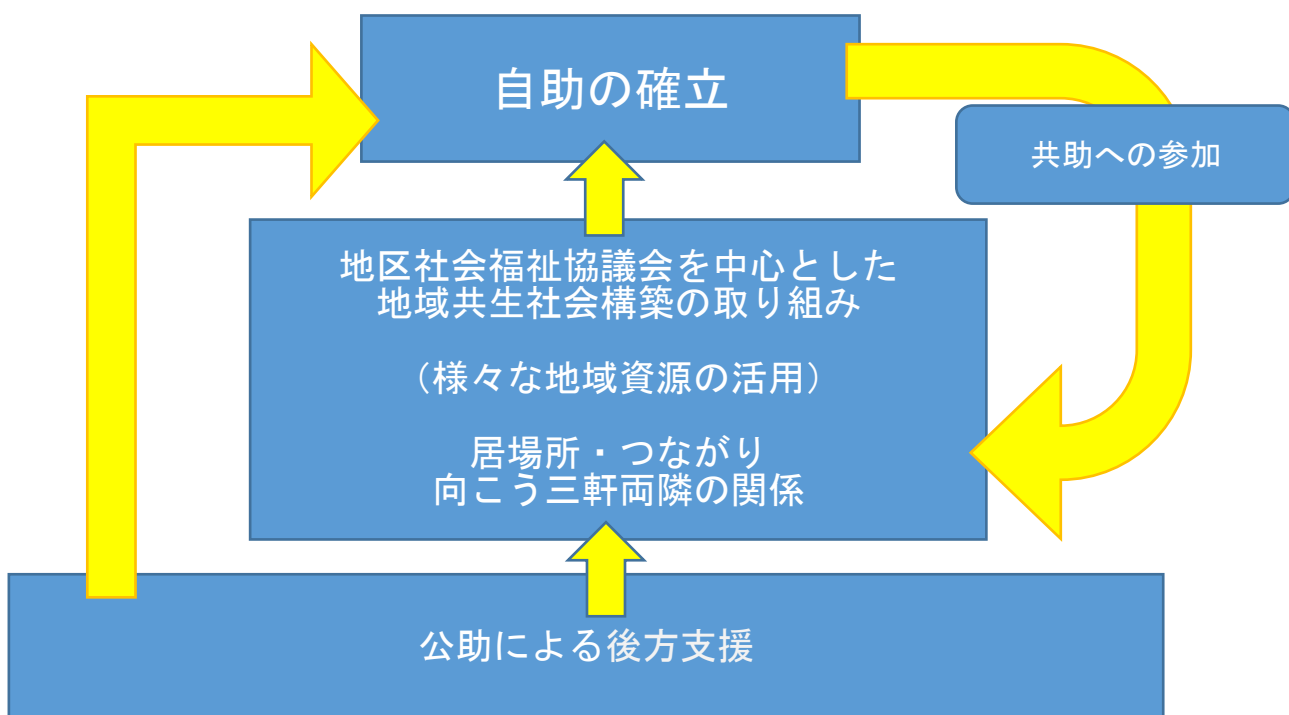 自助の確立
共助への参加
地区社会福祉協議会を中心とした
地域共生社会構築の取り組み
（様々な地域資源の活用）
居場所・つながり
向こう三軒両隣の関係
公助による後方支援